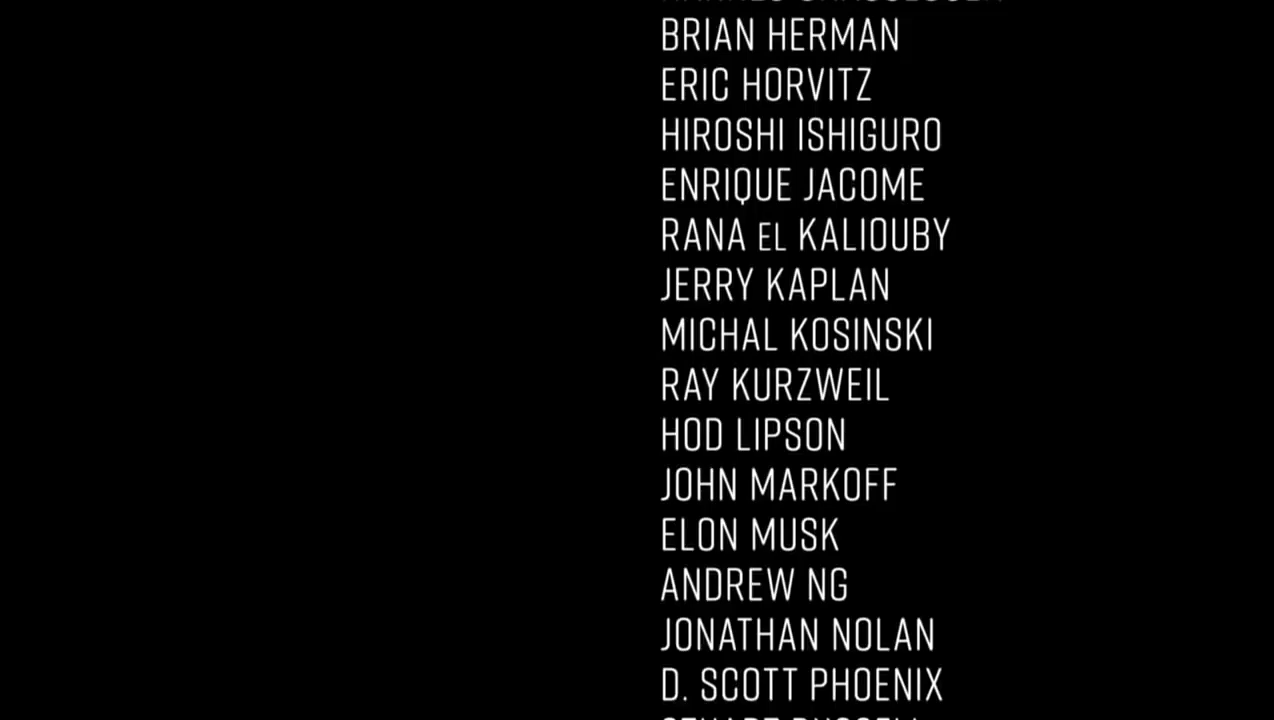 BRIAN HERMAN
ERIC HORVITZ
HIROSHI ISHIGURO
ENRIQUE JACOME
RANA EL KALIOUBY
JERRY KAPLAN
MICHAL KOSINSKI
RAY KURZWEIL
HOD LIPSON
JOHN MARKOFF
ELON MUSK
ANDREW NG
JONATHAN NOLAN
D. SCOTT PHOENIX